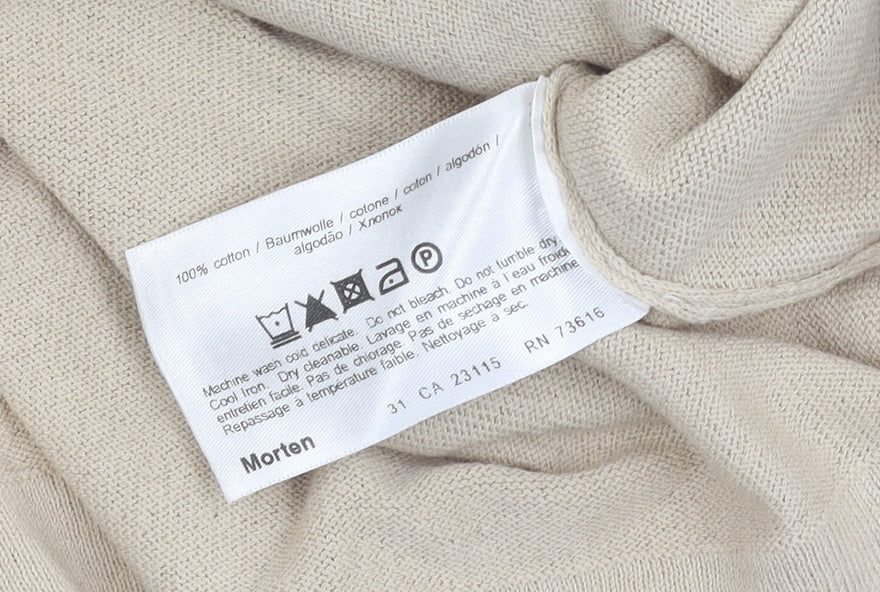 100% cotton / Baumwolle / cotone / coton / algodón /
algodão / Хлопок
P
Machine wash cold delicate. Do not bleach. Do not tumble dry.
Cool iron. Dry cleanable. Lavage en machine à l'eau froide
entretien facile. Pas de chlorage. Pas de sechage en machine
Repassage à température faible. Nettoyage à sec.
31 CA 23115 RN 73616
Morten